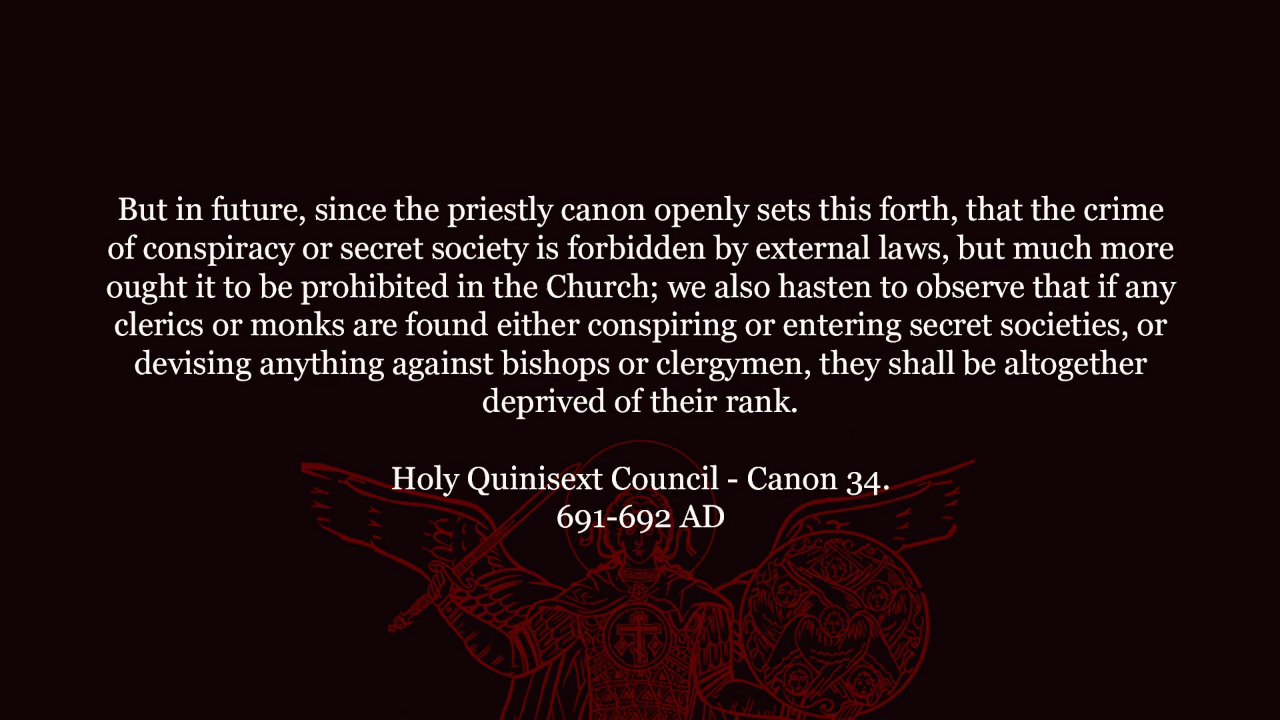 But in future, since the priestly canon openly sets this forth, that the crime
of conspiracy or secret society is forbidden by external laws, but much more
ought it to be prohibited in the Church; we also hasten to observe that if any
clerics or monks are found either conspiring or entering secret societies, or
devising anything against bishops or clergymen, they shall be altogether
deprived of their rank.
Holy Quinisext Council - Canon 34.
691-692 AD